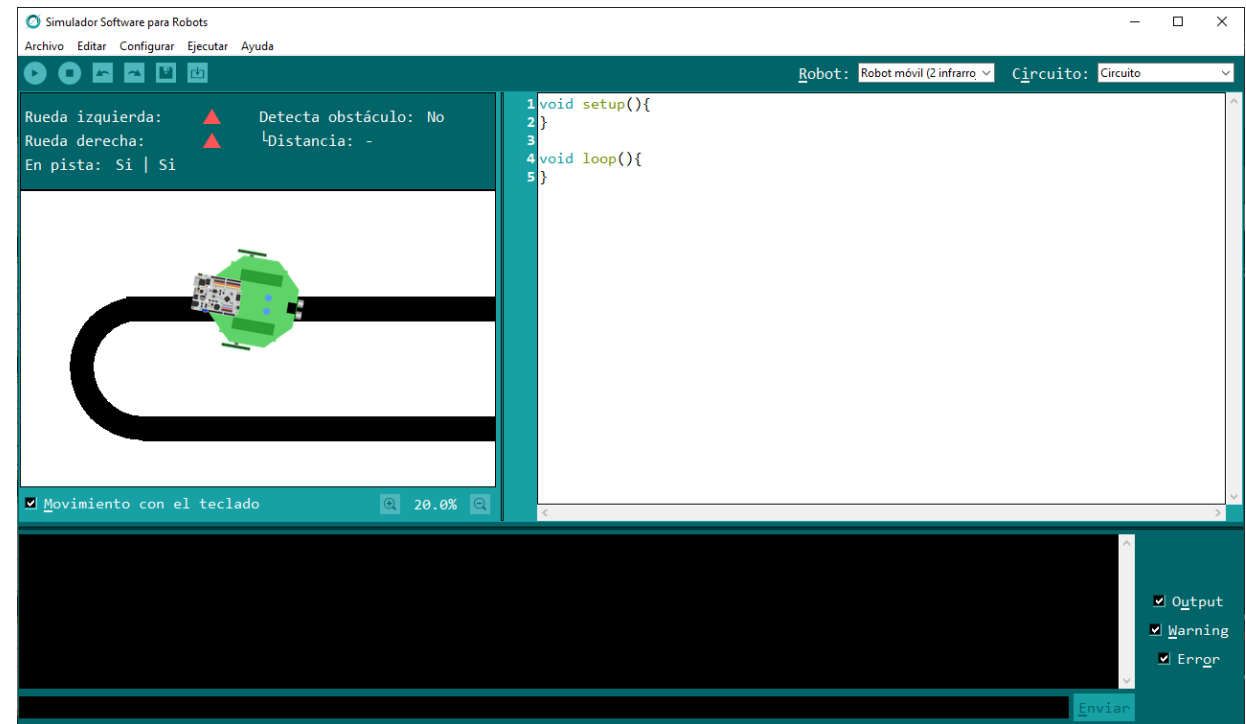 Simulador Software para Robots
Archivo Editar Configurar Ejecutar Ayuda
Robot: Robot móvil (2 infrarro Circuito: Circuito
Rueda izquierda: Detecta obstáculo: No
Rueda derecha: └Distancia: -
En pista: Si | Si
1 void setup(){
2 }
3
4 void loop(){
5 }
Movimiento con el teclado 20.0%
Output
Warning
Error
Enviar